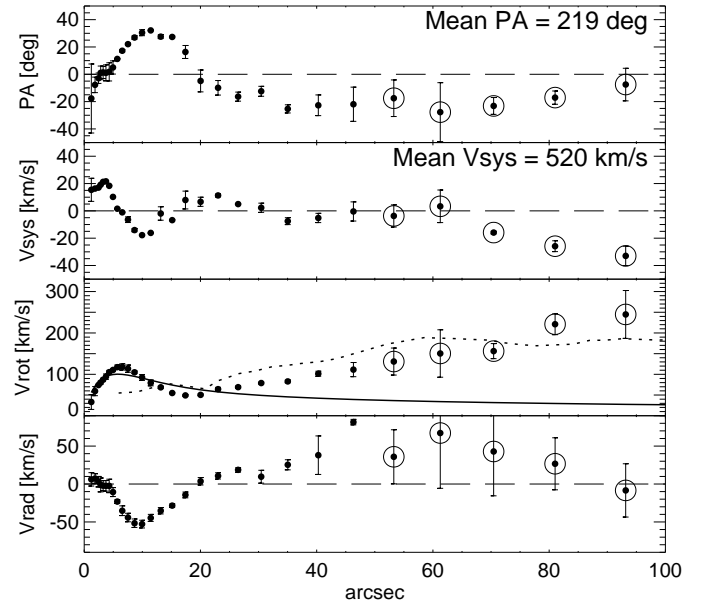 Mean PA = 219 deg
PA [deg]
40
20
0
-20
-40
Mean Vsys = 520 km/s
Vsys [km/s]
40
20
0
-20
-40
Vrot [km/s]
300
200
100
0
Vrad [km/s]
50
0
-50
0 20 40 60 80 100
arcsec